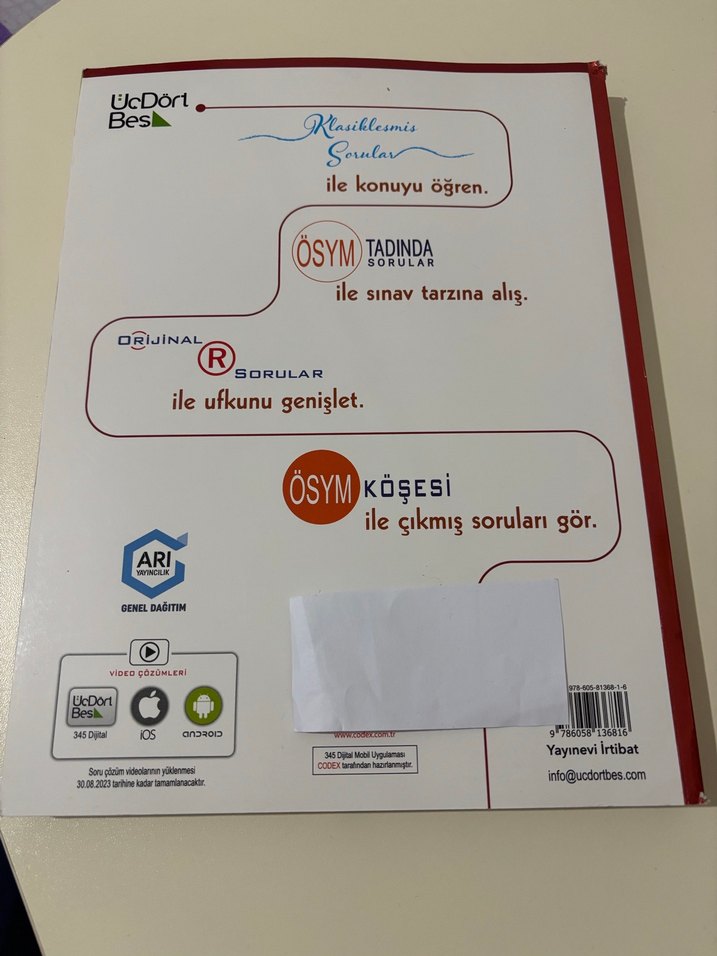 ÜcDört
Beş
Klasikleşmiş
Sorular
ile konuyu öğren.
ÖSYM TADINDA
SORULAR
ile sınav tarzına alış.
ORİJİNAL
R
SORULAR
ile ufkunu genişlet.
ÖSYM KÖŞESİ
ile çıkmış soruları gör.
ARI
YAYINCILIK
GENEL DAĞITIM
VİDEO ÇÖZÜMLERİ
ÜcDört
Beş
345 Dijital
iOS
ANDROID
Soru çözüm videolarının yüklenmesi
30.08.2023 tarihine kadar tamamlanacaktır.
www.codex.com.tr
345 Dijital Mobil Uygulaması
CODEX tarafından hazırlanmıştır.
978-605-81368-1-6
9 786058 136816
Yayınevi İrtibat
info@ucdortbes.com